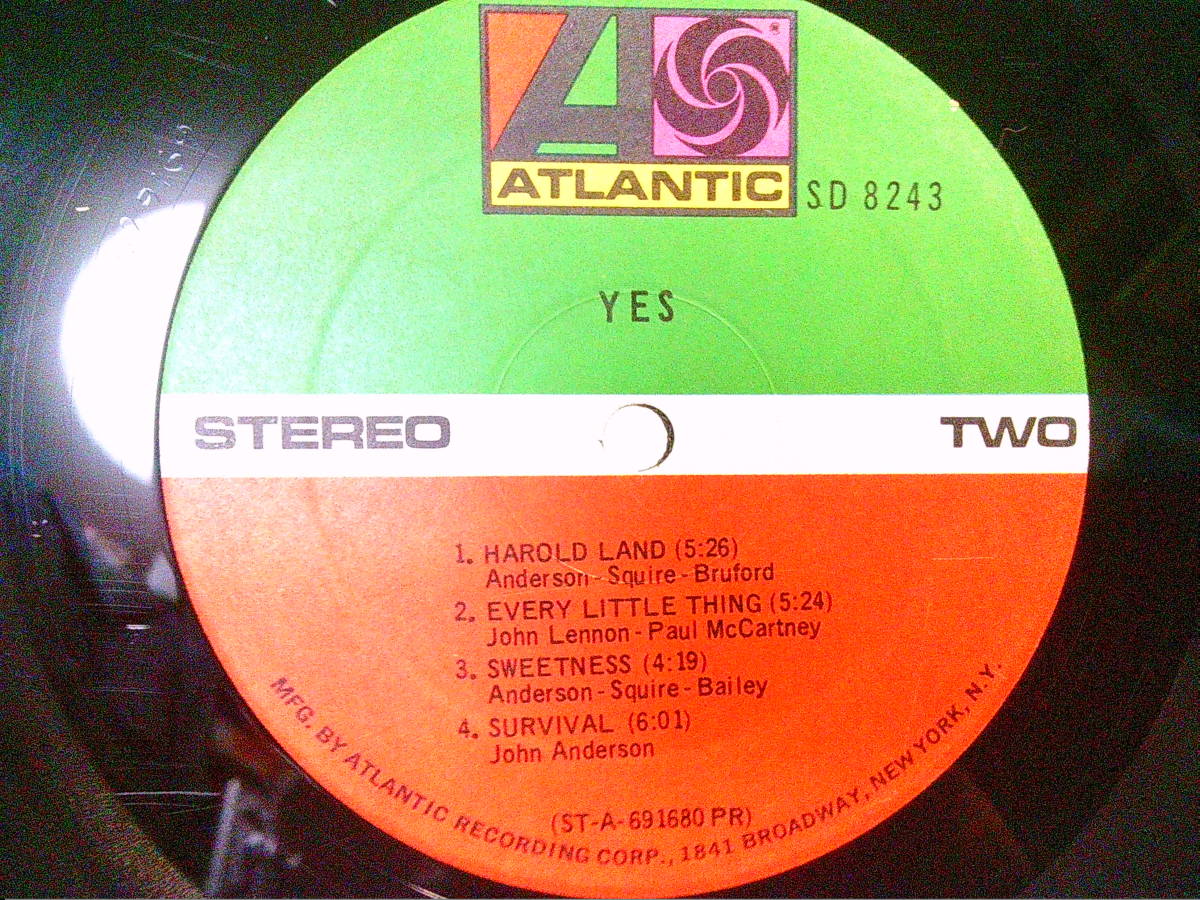 ATLANTIC
SD 8243
YES
STEREO
TWO
1. HAROLD LAND (5:26)
Anderson - Squire - Bruford
2. EVERY LITTLE THING (5:24)
John Lennon - Paul McCartney
3. SWEETNESS (4:19)
Anderson - Squire - Bailey
4. SURVIVAL (6:01)
John Anderson
(ST-A-691680 PR)
MFG. BY ATLANTIC RECORDING CORP., 1841 BROADWAY, NEW YORK, N.Y.